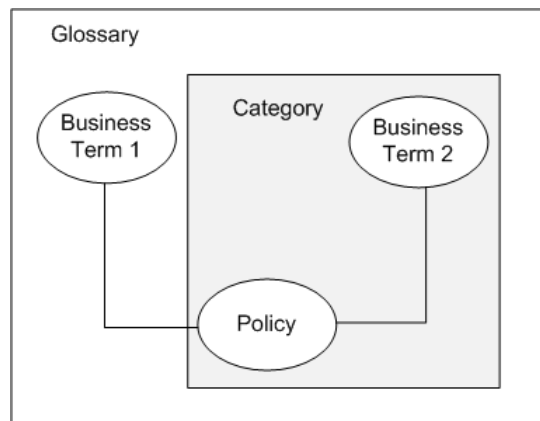 Glossary
Category
Business
Term 1
Business
Term 2
Policy